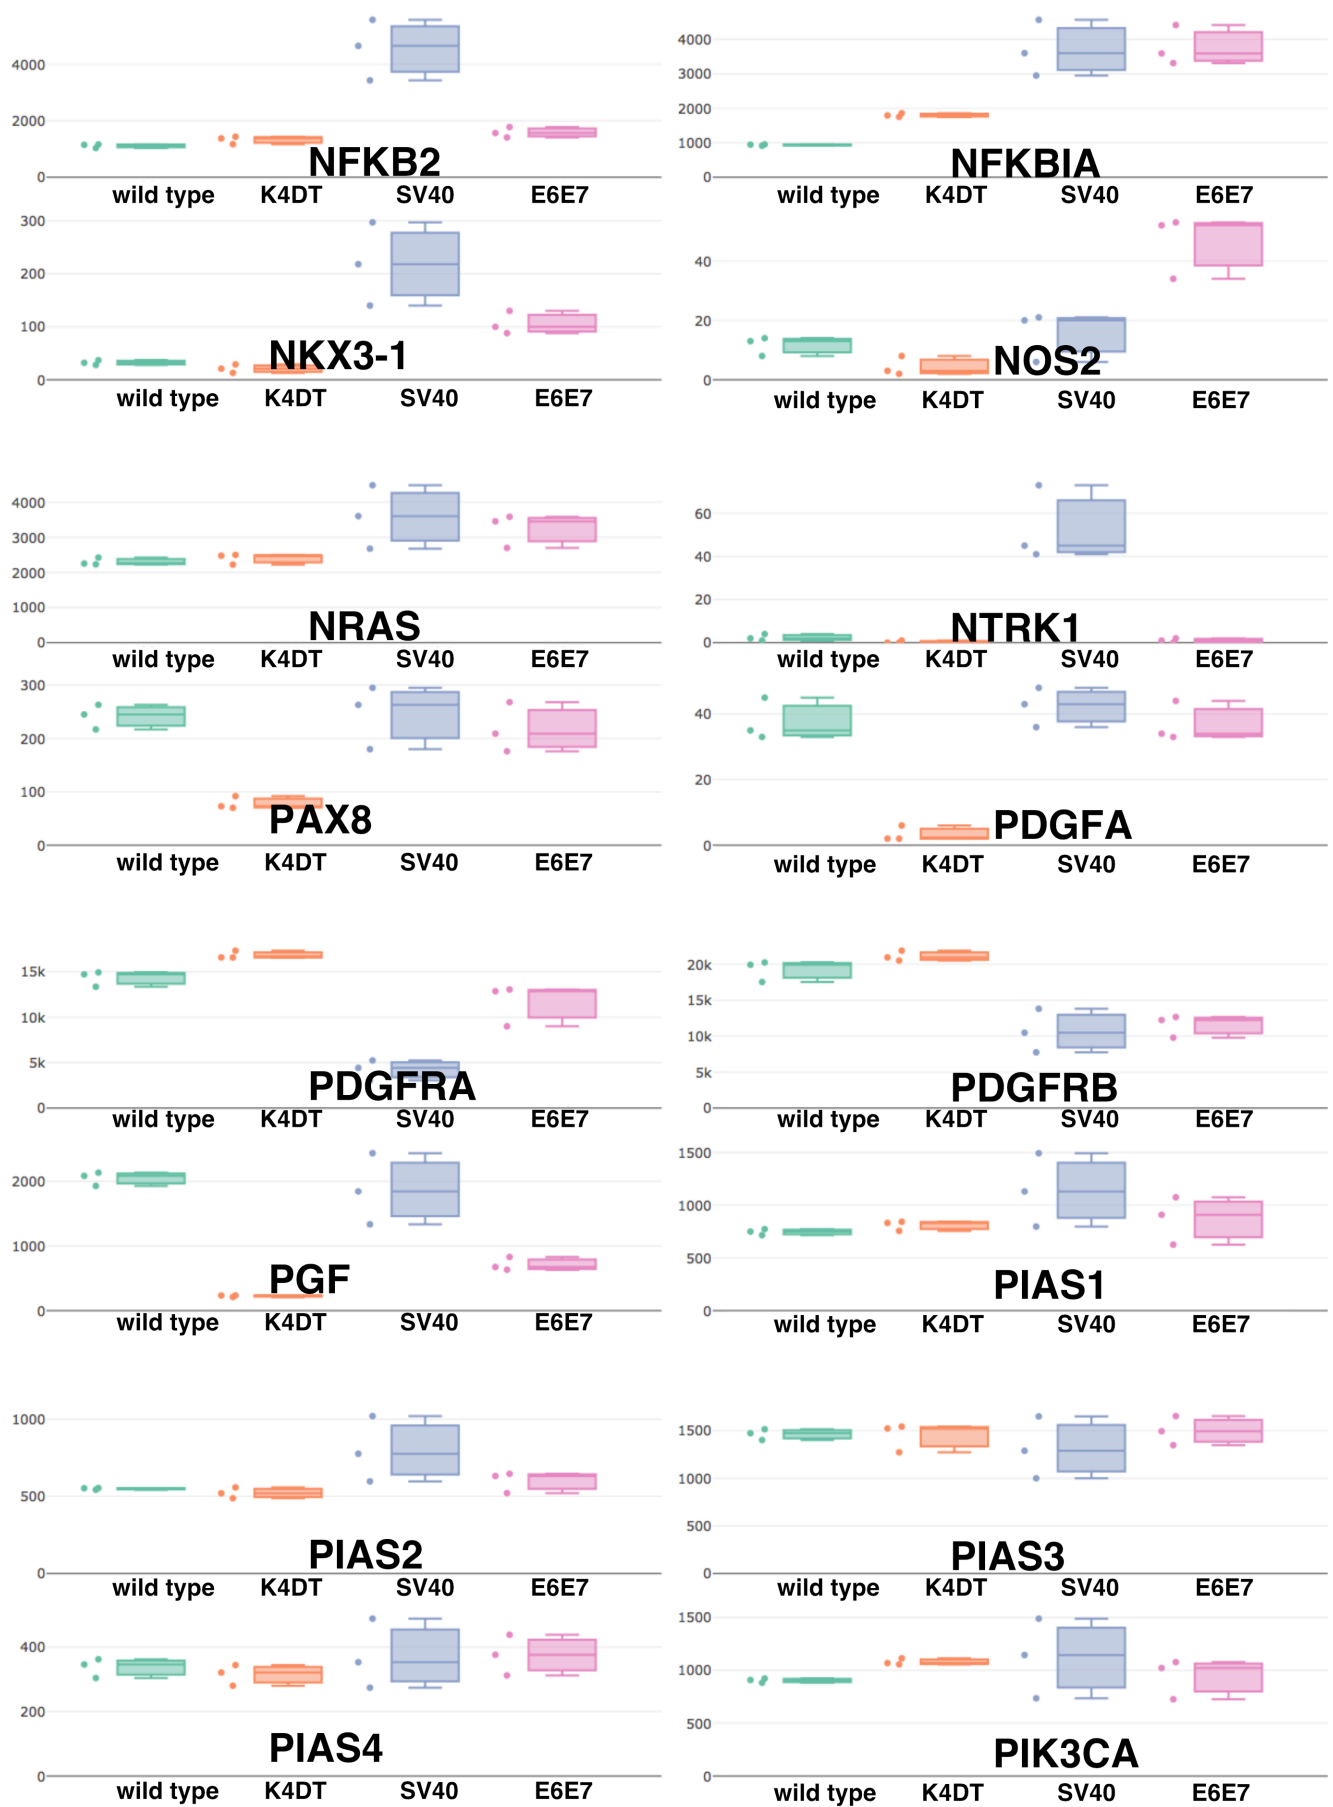 4000
2000
0
NFKB2
wild type K4DT SV40 E6E7
4000
3000
2000
1000
0
NFKBIA
wild type K4DT SV40 E6E7
300
200
100
0
NKX3-1
wild type K4DT SV40 E6E7
40
20
0
NOS2
wild type K4DT SV40 E6E7
4000
3000
2000
1000
0
NRAS
wild type K4DT SV40 E6E7
60
40
20
0
NTRK1
wild type K4DT SV40 E6E7
300
200
100
0
PAX8
wild type K4DT SV40 E6E7
40
20
0
PDGFA
wild type K4DT SV40 E6E7
15k
10k
5k
0
PDGFRA
wild type K4DT SV40 E6E7
20k
15k
10k
5k
0
PDGFRB
wild type K4DT SV40 E6E7
2000
1000
0
PGF
wild type K4DT SV40 E6E7
1500
1000
500
0
PIAS1
wild type K4DT SV40 E6E7
1000
500
0
PIAS2
wild type K4DT SV40 E6E7
1500
1000
500
0
PIAS3
wild type K4DT SV40 E6E7
400
200
0
PIAS4
wild type K4DT SV40 E6E7
1500
1000
500
0
PIK3CA
wild type K4DT SV40 E6E7